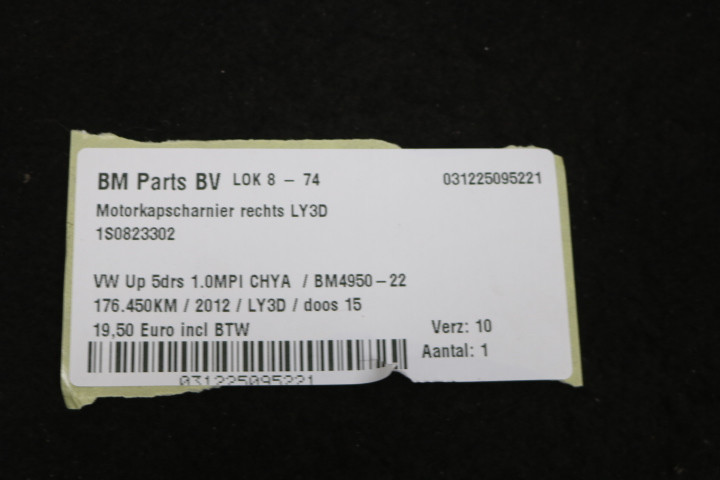 BM Parts BV LOK 8 - 74 031225095221
Motorkapscharnier rechts LY3D
1S0823302
VW Up 5drs 1.0MPI CHYA / BM4950-22
176.450KM / 2012 / LY3D / doos 15
19,50 Euro incl BTW Verz: 10
Aantal: 1
031225095221